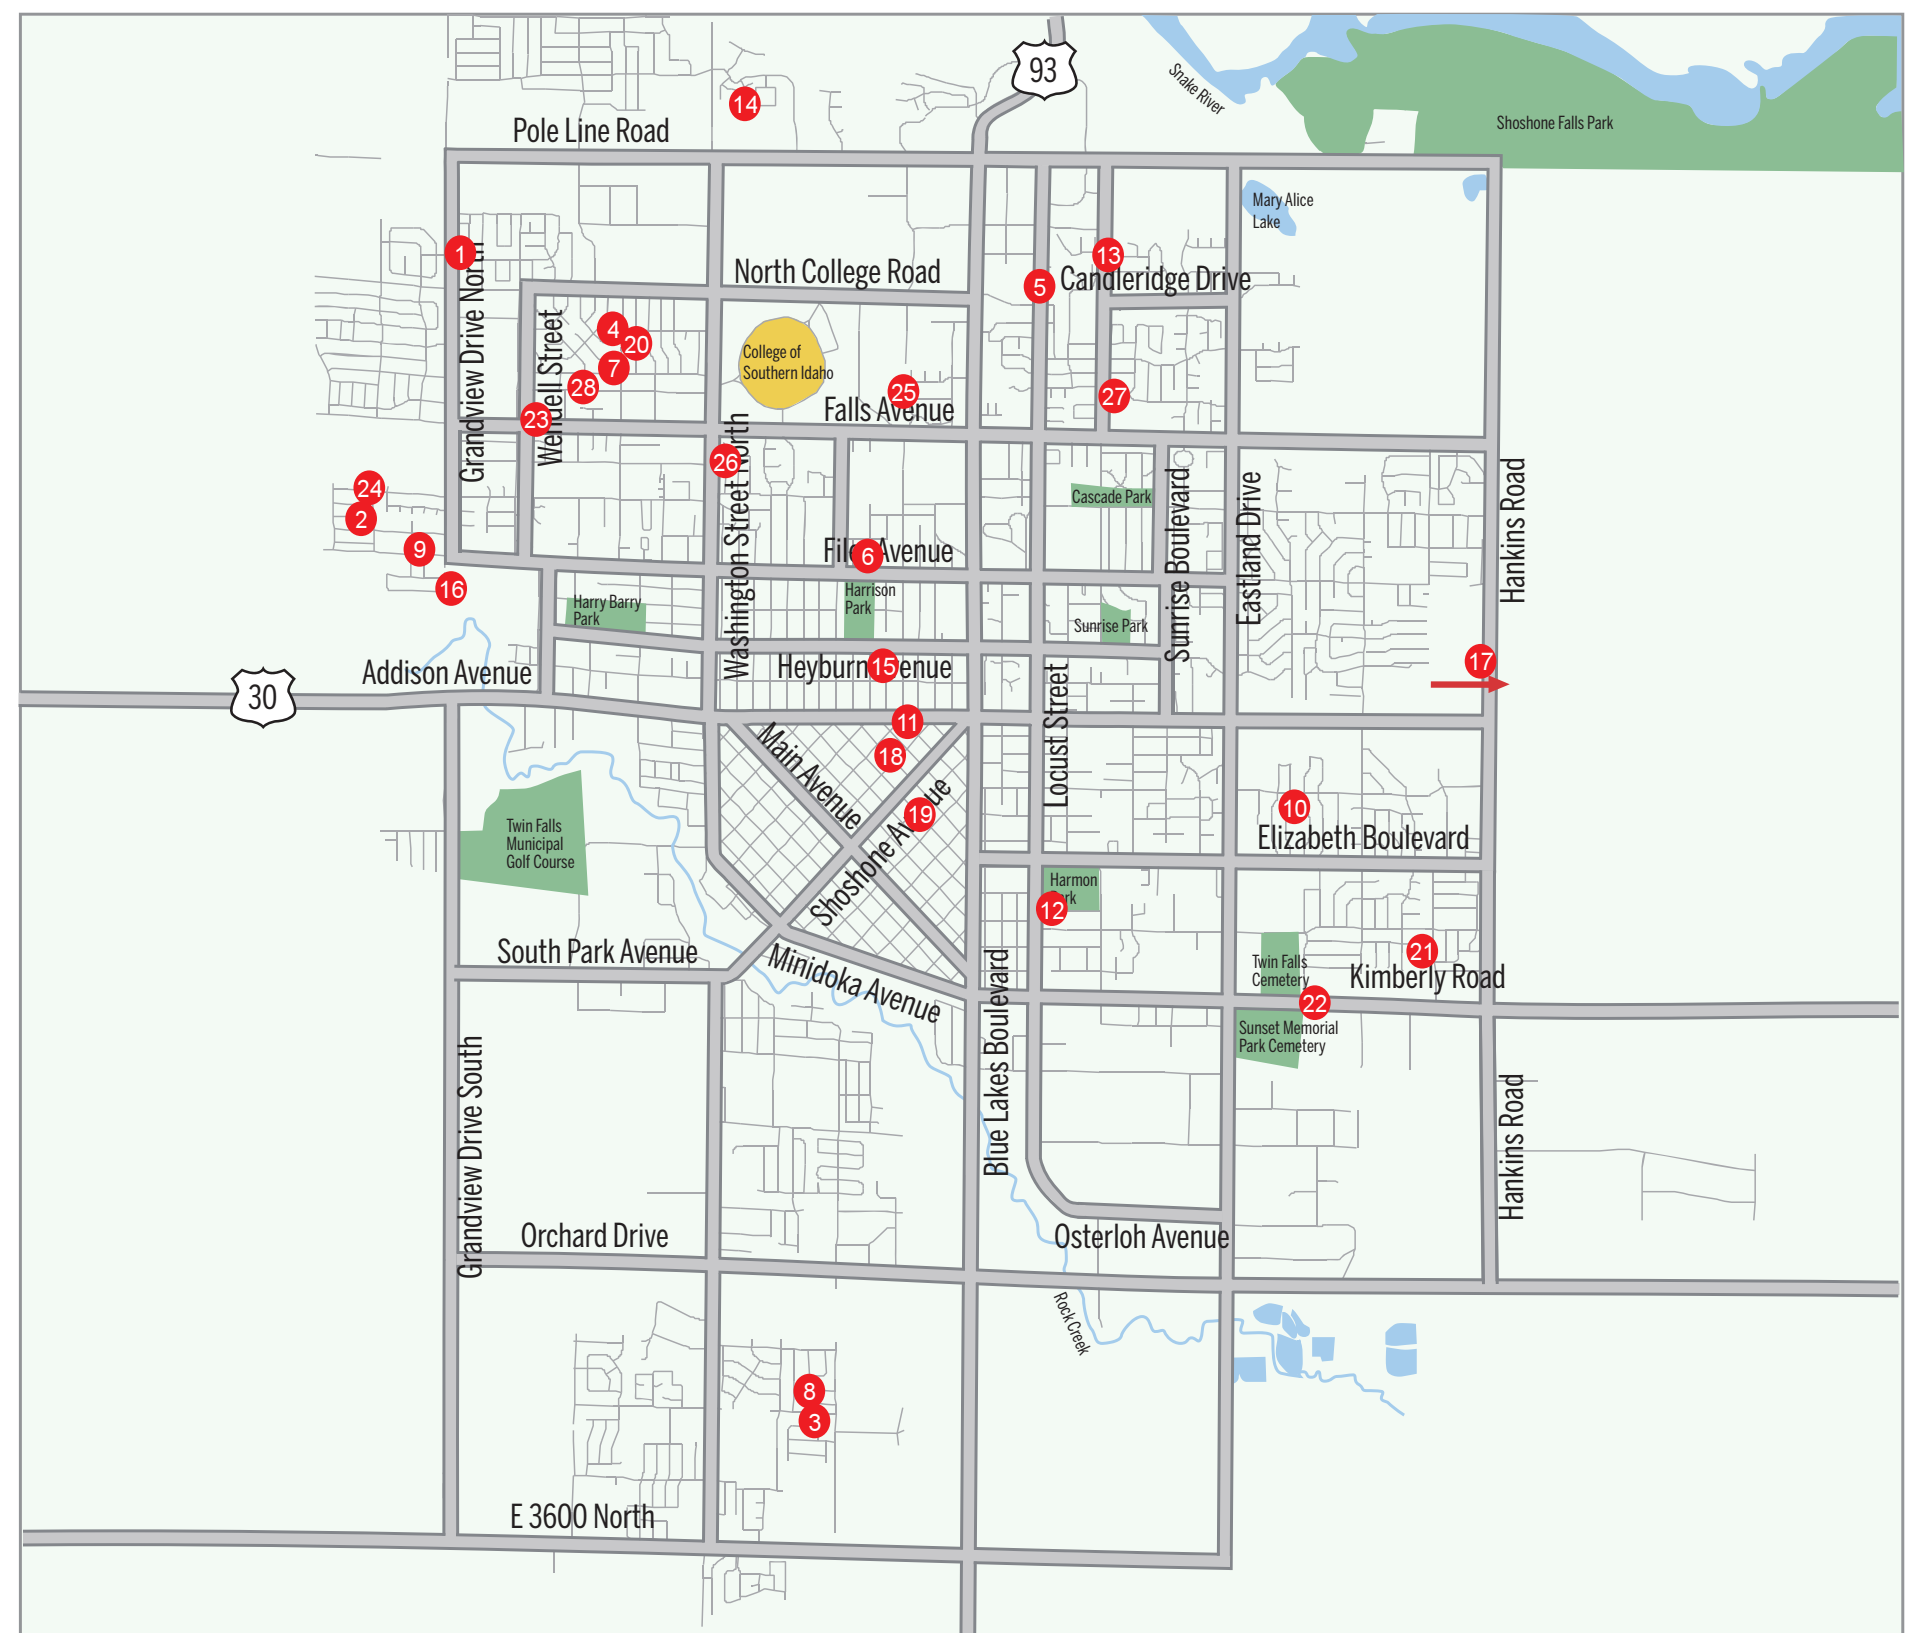 93
Snake River
Shoshone Falls Park
14
Pole Line Road
Mary Alice
Lake
1
Grandview Drive North
North College Road
13
5
Candleridge Drive
4
20
7
28
Wendell Street
23
College of
Southern Idaho
25
Falls Avenue
27
26
Washington Street North
24
2
9
16
Cascade Park
Sunrise Boulevard
Eastland Drive
Hankins Road
6
Avenue
Harrison
Park
Harry Barry
Park
Sunrise Park
15
Heyburn
Addison Avenue
30
17
11
18
Main Avenue
19
Shoshone Avenue
Locust Street
10
Elizabeth Boulevard
Twin Falls
Municipal
Golf Course
Harmon
12
21
Twin Falls
Cemetery
Kimberly Road
22
Sunset Memorial
Park Cemetery
South Park Avenue
Minidoka Avenue
Blue Lakes Boulevard
Grandview Drive South
Hankins Road
Orchard Drive
Osterloh Avenue
Rock Creek
8
3
E 3600 North